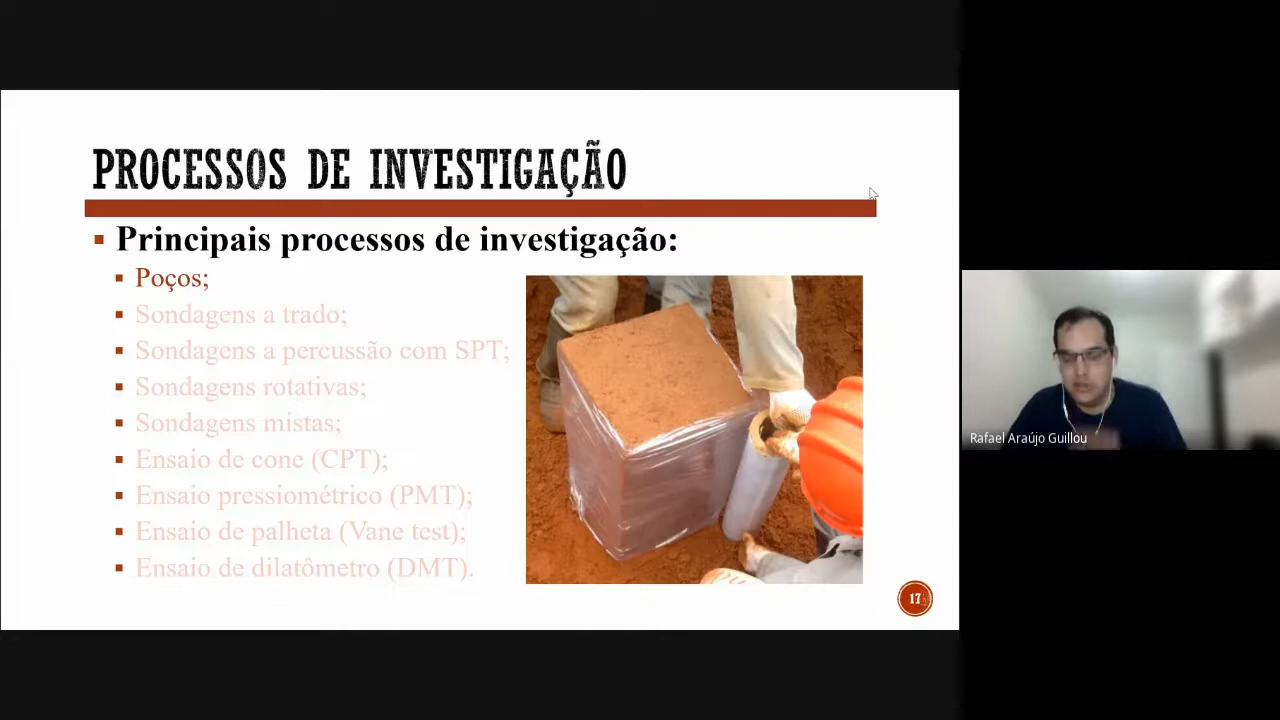 PROCESSOS DE INVESTIGAÇÃO
Principais processos de investigação:
Poços;
Sondagens a trado;
Sondagens a percussão com SPT;
Sondagens rotativas;
Sondagens mistas;
Ensaio de cone (CPT);
Ensaio pressiométrico (PMT);
Ensaio de palheta (Vane test);
Ensaio de dilatômetro (DMT).
17
Rafael Araújo Guillou